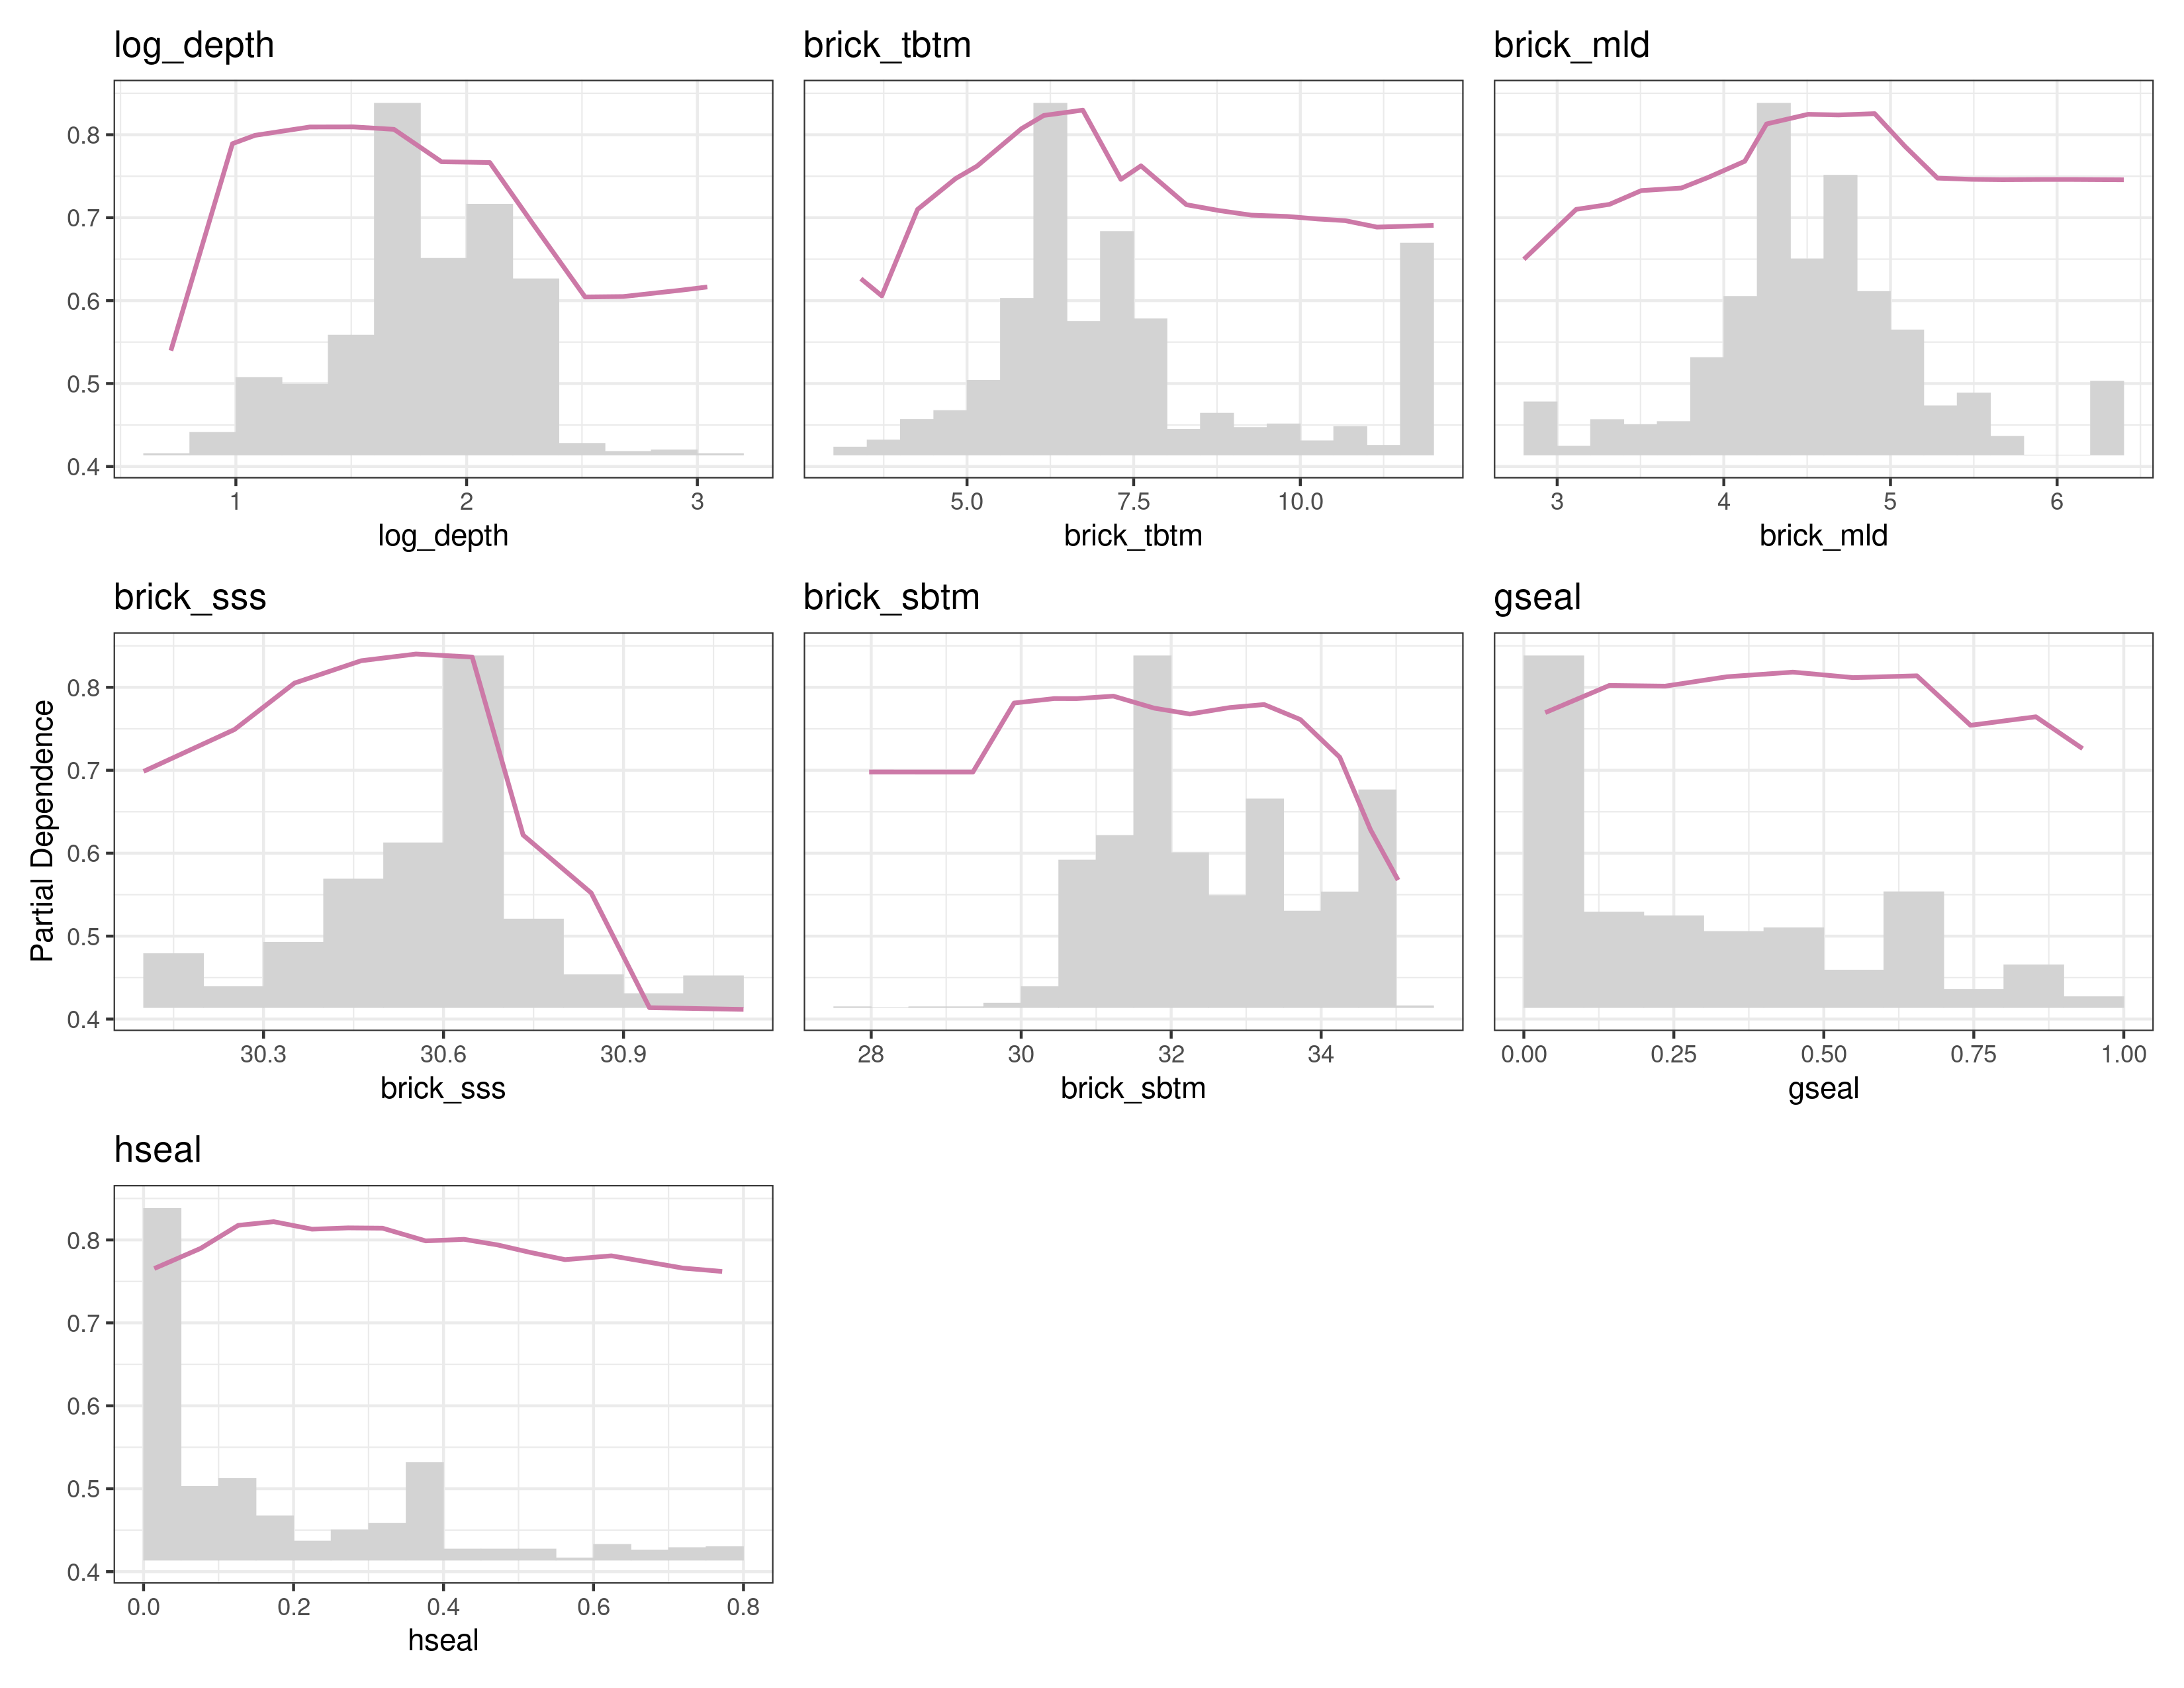 log_depth
brick_tbtm
brick_mld
0.8
0.7
0.6
0.5
0.4
1 2 3
5.0 7.5 10.0
3 4 5 6
log_depth
brick_tbtm
brick_mld
brick_sss
brick_sbtm
gseal
Partial Dependence
0.8
0.7
0.6
0.5
0.4
30.3 30.6 30.9
28 30 32 34
0.00 0.25 0.50 0.75 1.00
brick_sss
brick_sbtm
gseal
hseal
0.8
0.7
0.6
0.5
0.4
0.0 0.2 0.4 0.6 0.8
hseal